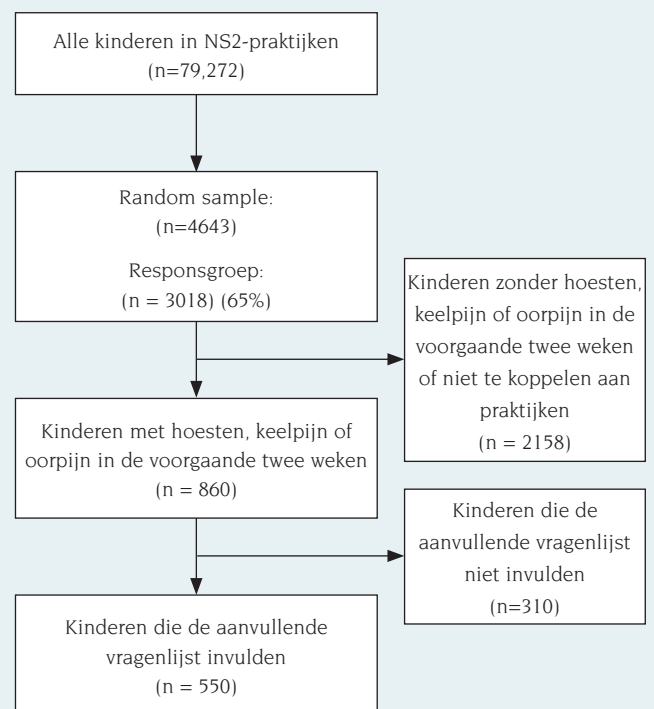 Alle kinderen in NS2-praktijken
(n=79,272)
Random sample:
(n=4643)
Responsgroep:
(n = 3018) (65%)
Kinderen zonder hoesten,
keelpijn of oorpijn in de
voorgaande twee weken
of niet te koppelen aan
praktijken
(n = 2158)
Kinderen met hoesten, keelpijn of
oorpijn in de voorgaande twee weken
(n = 860)
Kinderen die de
aanvullende vragenlijst
niet invulden
(n=310)
Kinderen die de aanvullende
vragenlijst invulden
(n = 550)